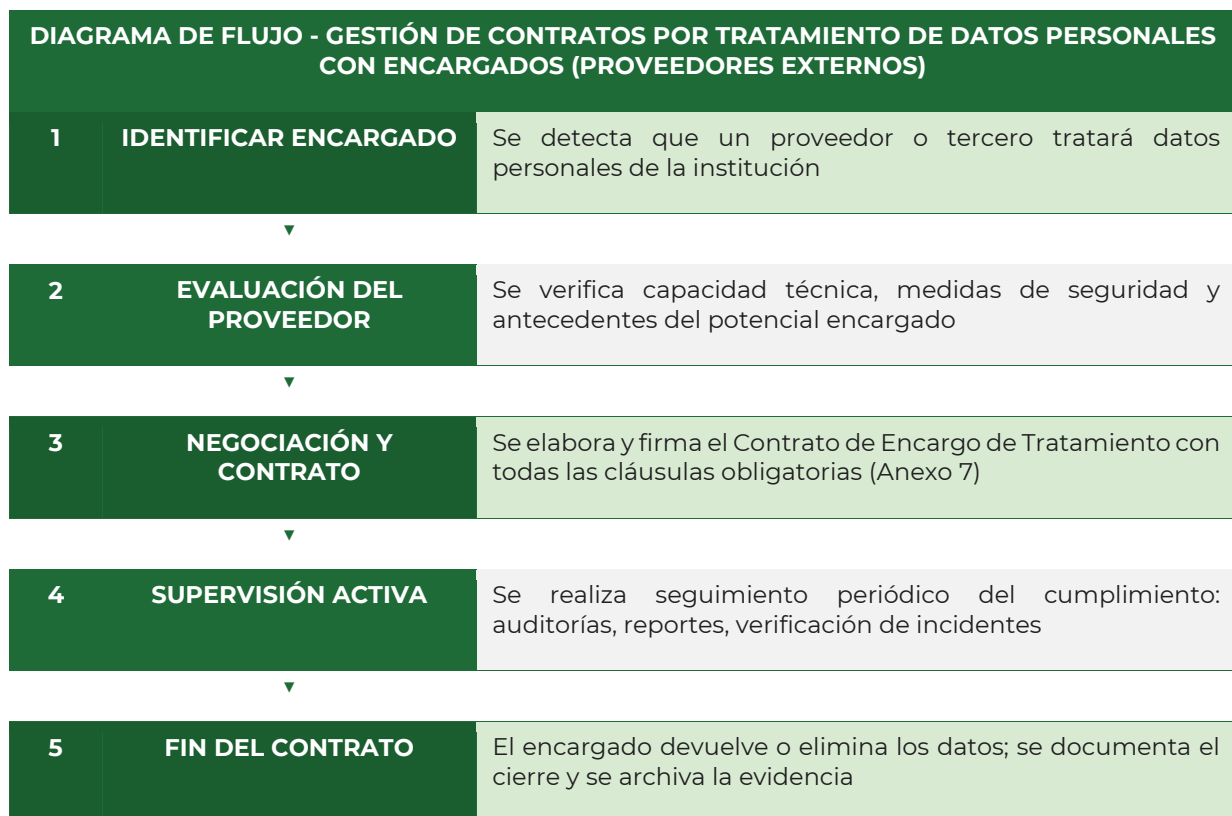 DIAGRAMA DE FLUJO - GESTIÓN DE CONTRATOS POR TRATAMIENTO DE DATOS PERSONALES
CON ENCARGADOS (PROVEEDORES EXTERNOS)
1 IDENTIFICAR ENCARGADO
Se detecta que un proveedor o tercero tratará datos
personales de la institución
2 EVALUACIÓN DEL
PROVEEDOR
Se verifica capacidad técnica, medidas de seguridad y
antecedentes del potencial encargado
3 NEGOCIACIÓN Y
CONTRATO
Se elabora y firma el Contrato de Encargo de Tratamiento con
todas las cláusulas obligatorias (Anexo 7)
4 SUPERVISIÓN ACTIVA
Se realiza seguimiento periódico del cumplimiento:
auditorías, reportes, verificación de incidentes
5 FIN DEL CONTRATO
El encargado devuelve o elimina los datos; se documenta el
cierre y se archiva la evidencia